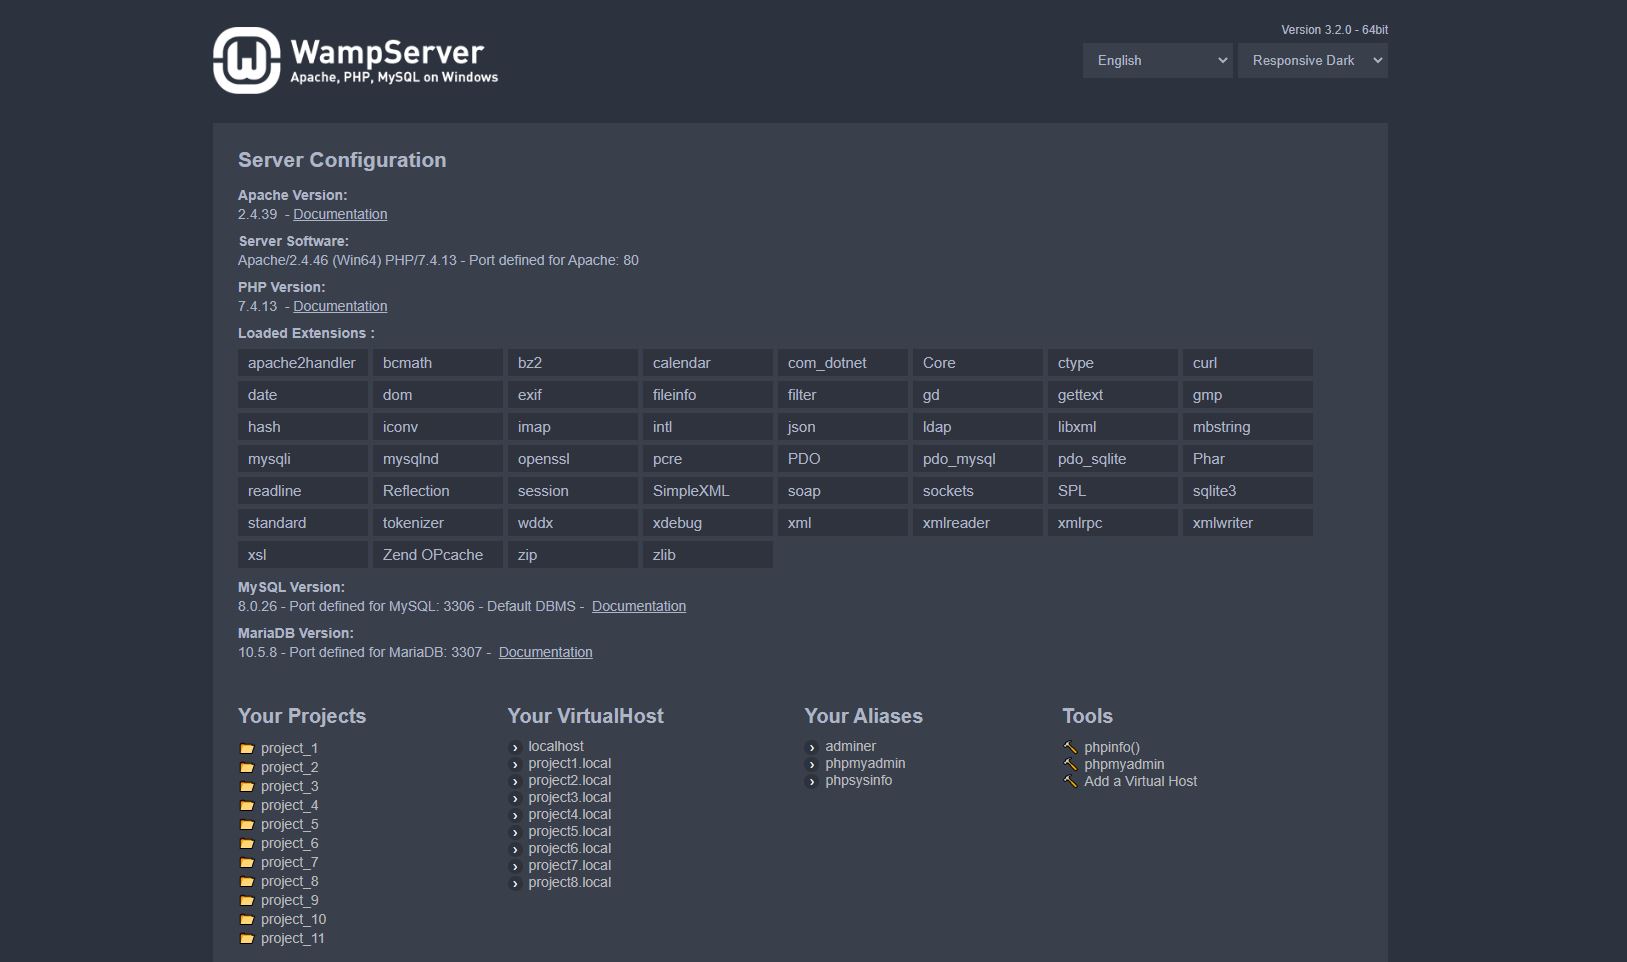 WampServer
Apache, PHP, MySQL on Windows
Version 3.2.0 - 64bit
English
Responsive Dark
Server Configuration
Apache Version:
2.4.39 - Documentation
Server Software:
Apache/2.4.46 (Win64) PHP/7.4.13 - Port defined for Apache: 80
PHP Version:
7.4.13 - Documentation
Loaded Extensions :
apache2handler bcmath bz2 calendar com_dotnet Core ctype curl
date dom exif fileinfo filter gd gettext gmp
hash iconv imap intl json ldap libxml mbstring
mysqli mysqlnd openssl pcre PDO pdo_mysql pdo_sqlite Phar
readline Reflection session SimpleXML soap sockets SPL sqlite3
standard tokenizer wddx xdebug xml xmlreader xmlrpc xmlwriter
xsl Zend OPcache zip zlib
MySQL Version:
8.0.26 - Port defined for MySQL: 3306 - Default DBMS - Documentation
MariaDB Version:
10.5.8 - Port defined for MariaDB: 3307 - Documentation
Your Projects
project_1
project_2
project_3
project_4
project_5
project_6
project_7
project_8
project_9
project_10
project_11
Your VirtualHost
localhost
project1.local
project2.local
project3.local
project4.local
project5.local
project6.local
project7.local
project8.local
Your Aliases
adminer
phpmyadmin
phpsysinfo
Tools
phpinfo()
phpmyadmin
Add a Virtual Host